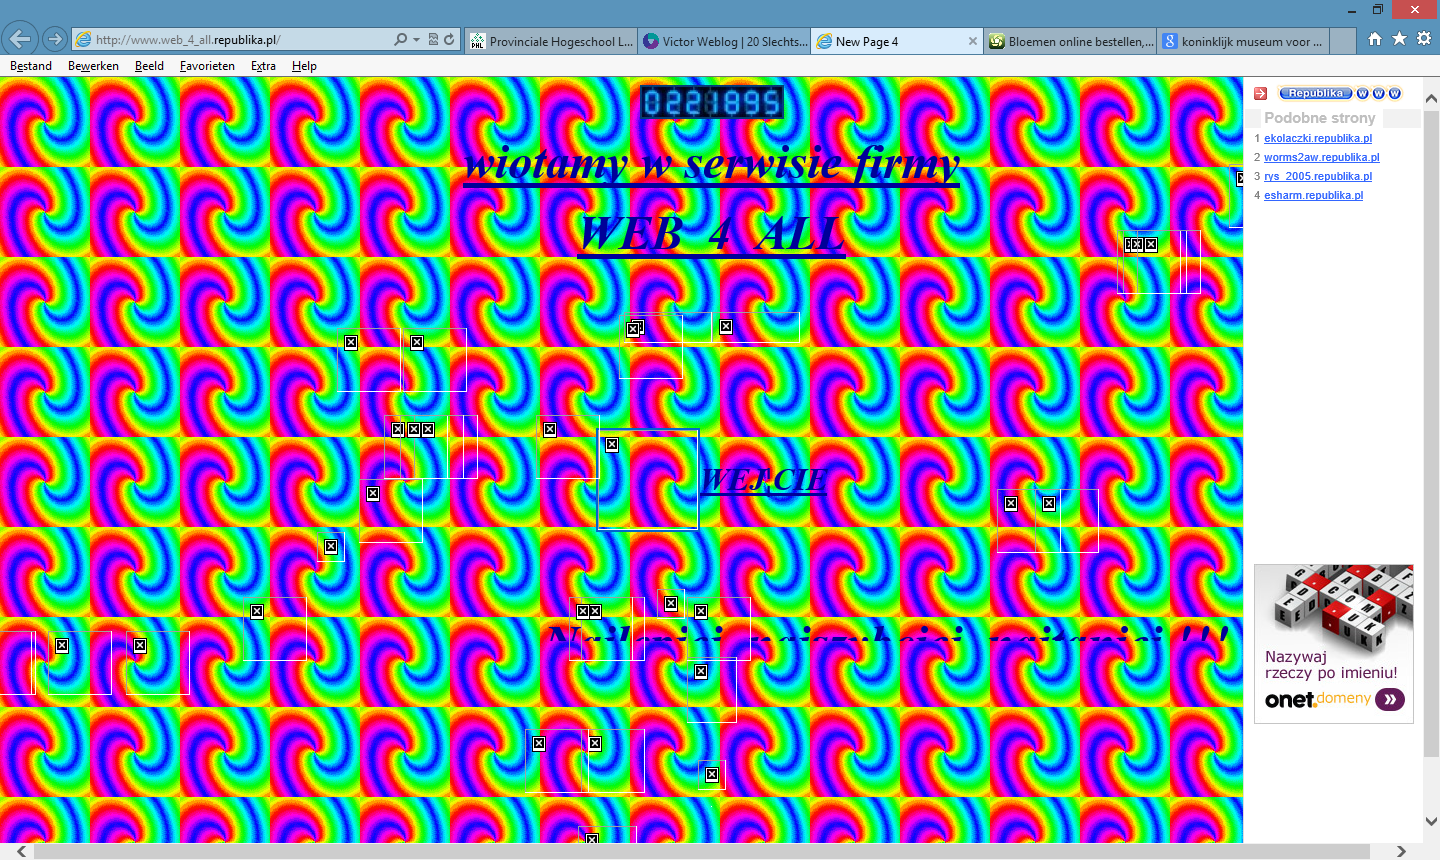 http://www.web_4_all.republika.pl/
Provinciale Hogeschool L...
Victor Weblog | 20 Slechts...
New Page 4
Bloemen online bestellen,...
koninklijk museum voor ...
Bestand Bewerken Beeld Favorieten Extra Help
0221895
wiotamy w serwisie firmy
WEB 4 ALL
WEJCIE
Najlepiej, najszybciej, najtaniej !!!
Republika w w w
Podobne strony
1 ekolaczki.republika.pl
2 worms2aw.republika.pl
3 rys_2005.republika.pl
4 esharm.republika.pl
Nazywaj
rzeczy po imieniu!
onet.domeny